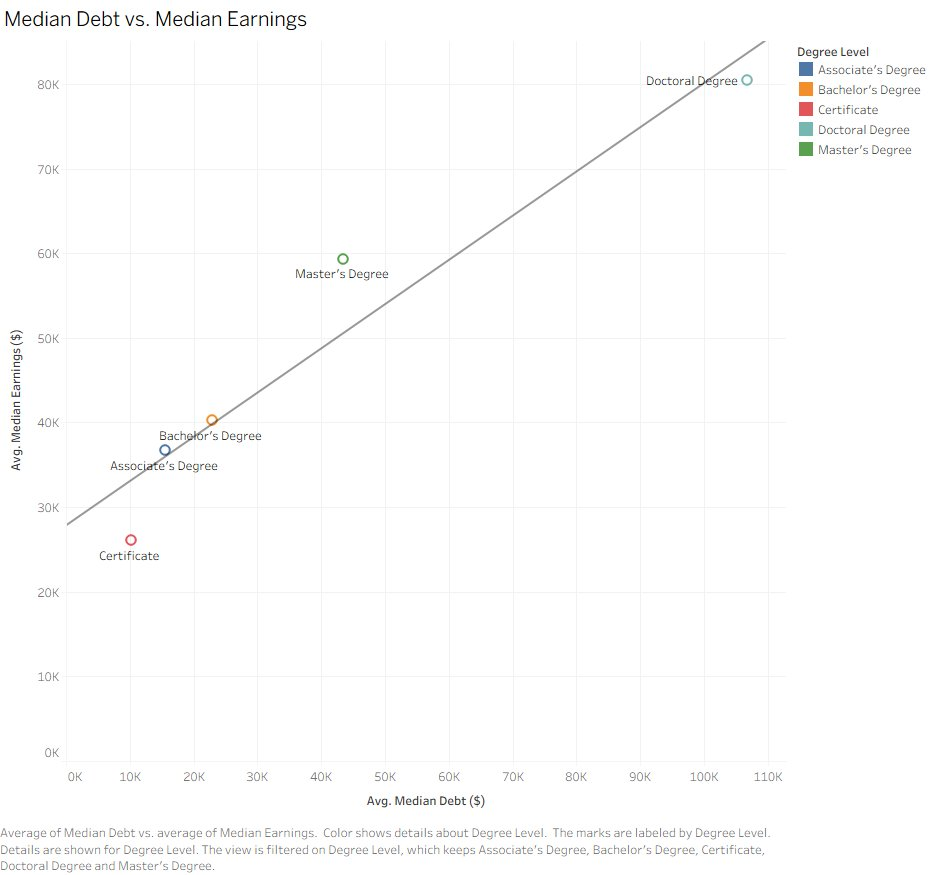 Median Debt vs. Median Earnings
Degree Level
Associate's Degree
Bachelor's Degree
Certificate
Doctoral Degree
Master's Degree
Avg. Median Earnings ($)
80K
70K
60K
50K
40K
30K
20K
10K
0K
Doctoral Degree
Master's Degree
Bachelor's Degree
Associate's Degree
Certificate
0K 10K 20K 30K 40K 50K 60K 70K 80K 90K 100K 110K
Avg. Median Debt ($)
Average of Median Debt vs. average of Median Earnings.  Color shows details about Degree Level.  The marks are labeled by Degree Level.
Details are shown for Degree Level. The view is filtered on Degree Level, which keeps Associate's Degree, Bachelor's Degree, Certificate,
Doctoral Degree and Master's Degree.